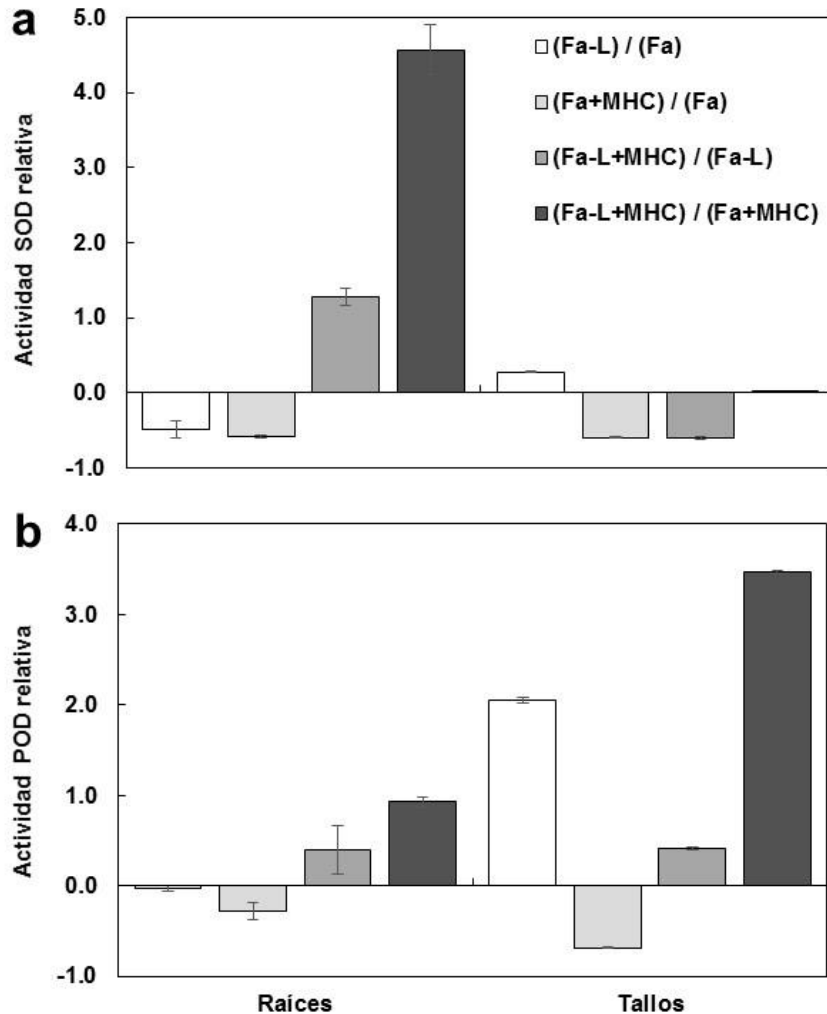 a
5.0
4.0
3.0
2.0
1.0
0.0
-1.0
Actividad SOD relativa
(Fa-L) / (Fa)
(Fa+MHC) / (Fa)
(Fa-L+MHC) / (Fa-L)
(Fa-L+MHC) / (Fa+MHC)
b
4.0
3.0
2.0
1.0
0.0
-1.0
Actividad POD relativa
Raíces Tallos